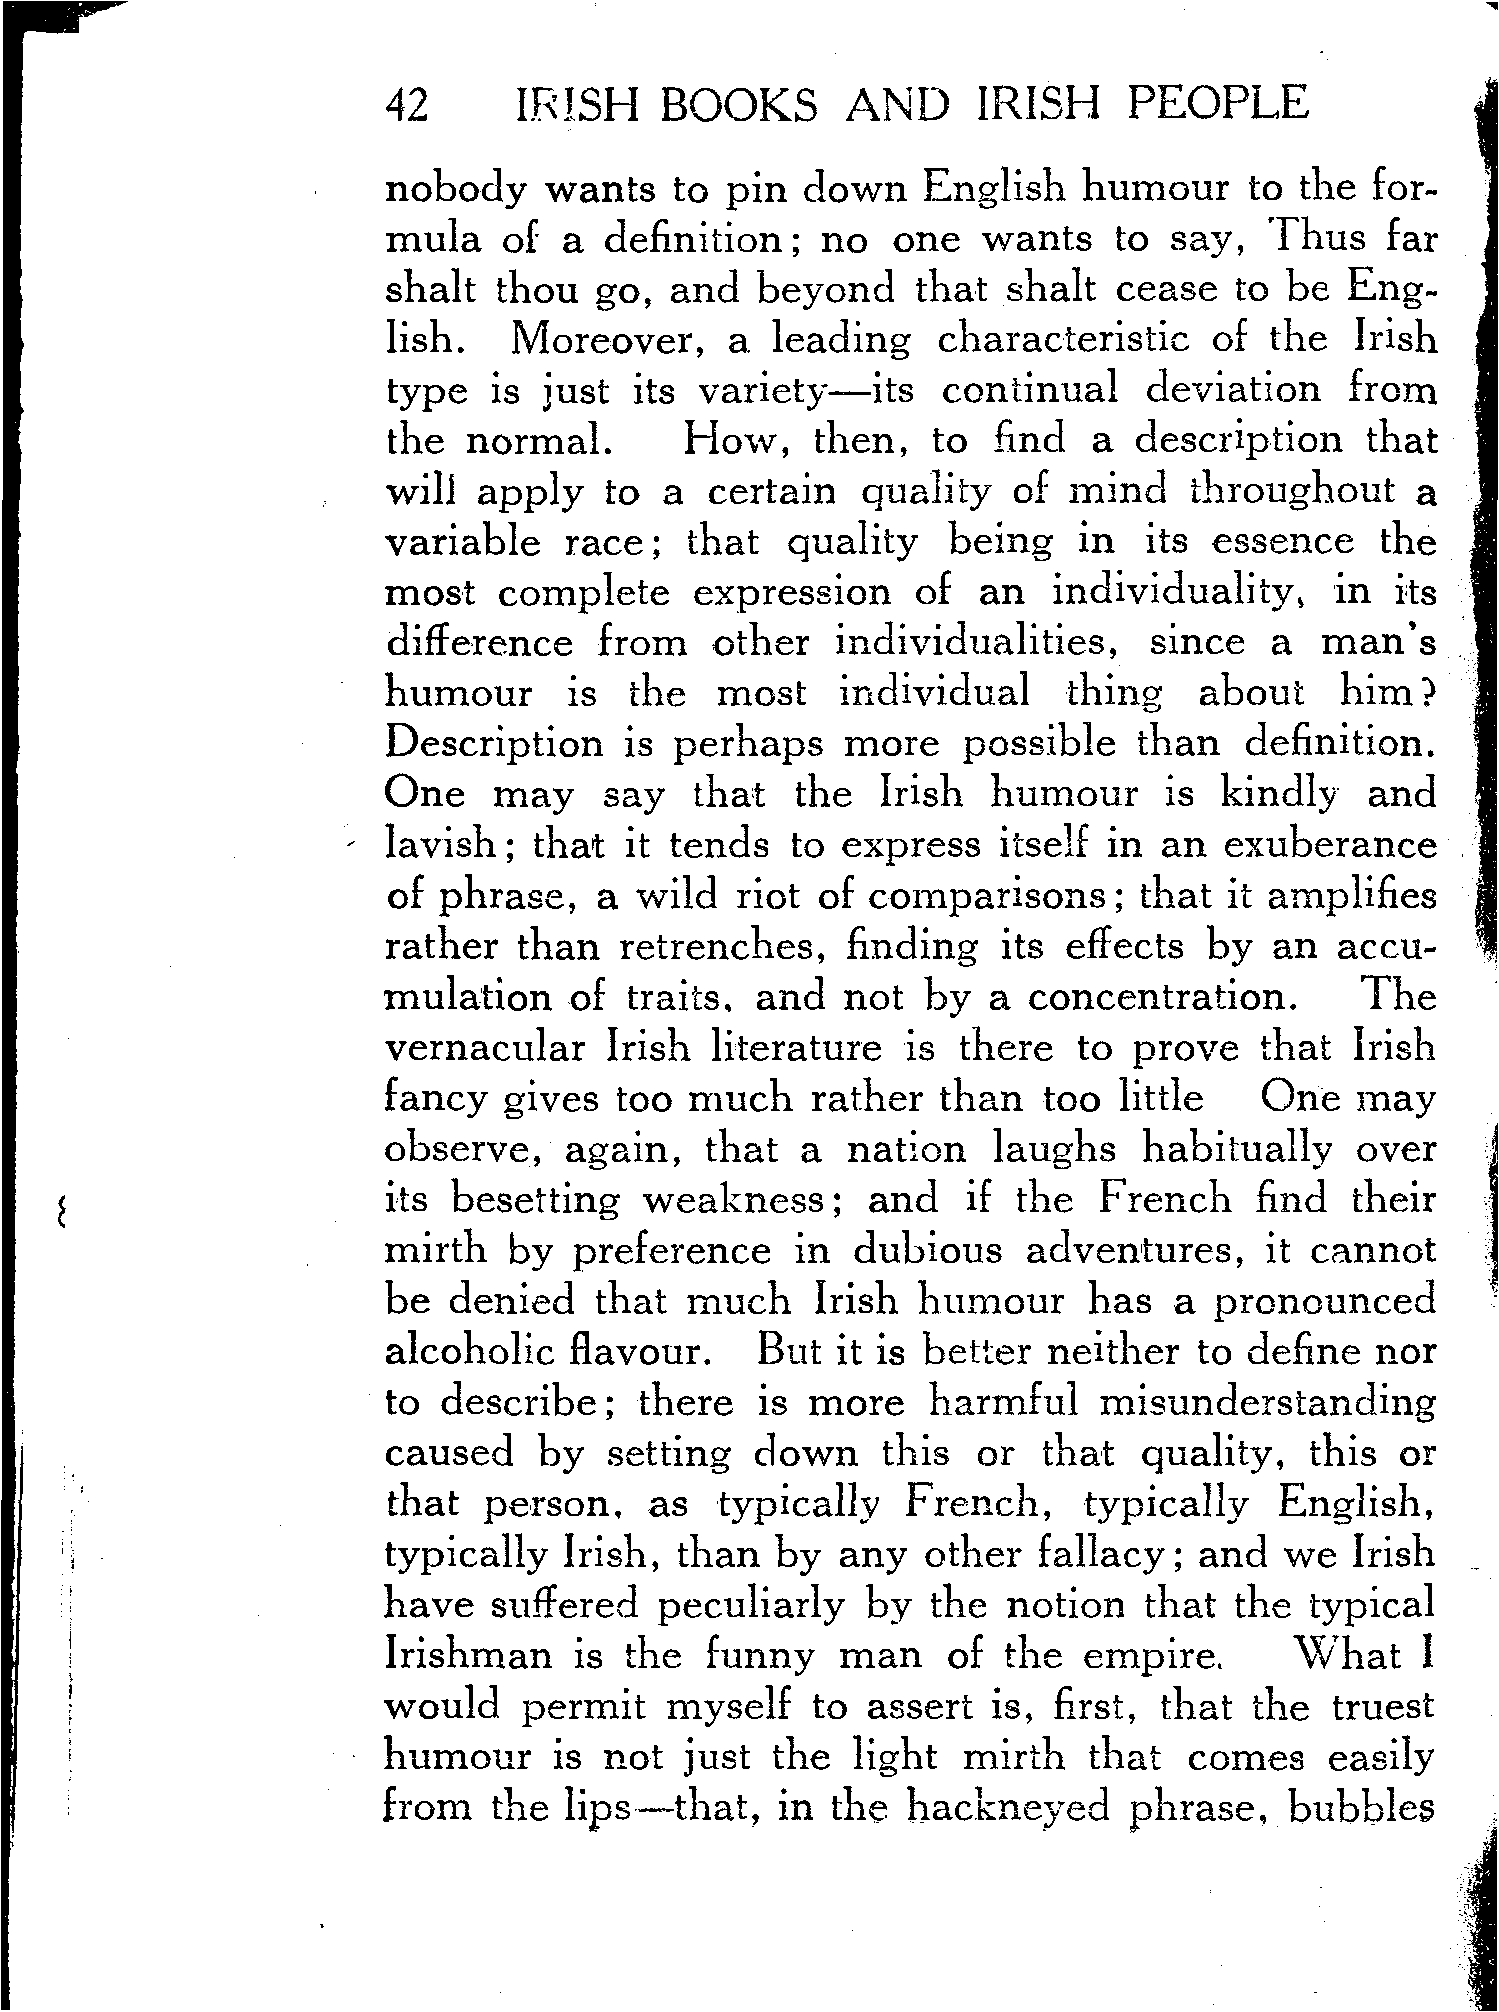 42 IRISH BOOKS AND IRISH PEOPLE
nobody wants to pin down English humour to the for-
mula of a definition; no one wants to say, Thus far
shalt thou go, and beyond that shalt cease to be Eng-
lish. Moreover, a leading characteristic of the Irish
type is just its variety—its continual deviation from
the normal. How, then, to find a description that
will apply to a certain quality of mind throughout a
variable race; that quality being in its essence the
most complete expression of an individuality, in its
difference from other individualities, since a man's
humour is the most individual thing about him?
Description is perhaps more possible than definition.
One may say that the Irish humour is kindly and
lavish; that it tends to express itself in an exuberance
of phrase, a wild riot of comparisons; that it amplifies
rather than retrenches, finding its effects by an accu-
mulation of traits, and not by a concentration. The
vernacular Irish literature is there to prove that Irish
fancy gives too much rather than too little One may
observe, again, that a nation laughs habitually over
its besetting weakness; and if the French find their
mirth by preference in dubious adventures, it cannot
be denied that much Irish humour has a pronounced
alcoholic flavour. But it is better neither to define nor
to describe; there is more harmful misunderstanding
caused by setting down this or that quality, this or
that person, as typically French, typically English,
typically Irish, than by any other fallacy; and we Irish
have suffered peculiarly by the notion that the typical
Irishman is the funny man of the empire. What I
would permit myself to assert is, first, that the truest
humour is not just the light mirth that comes easily
from the lips—that, in the hackneyed phrase, bubbles